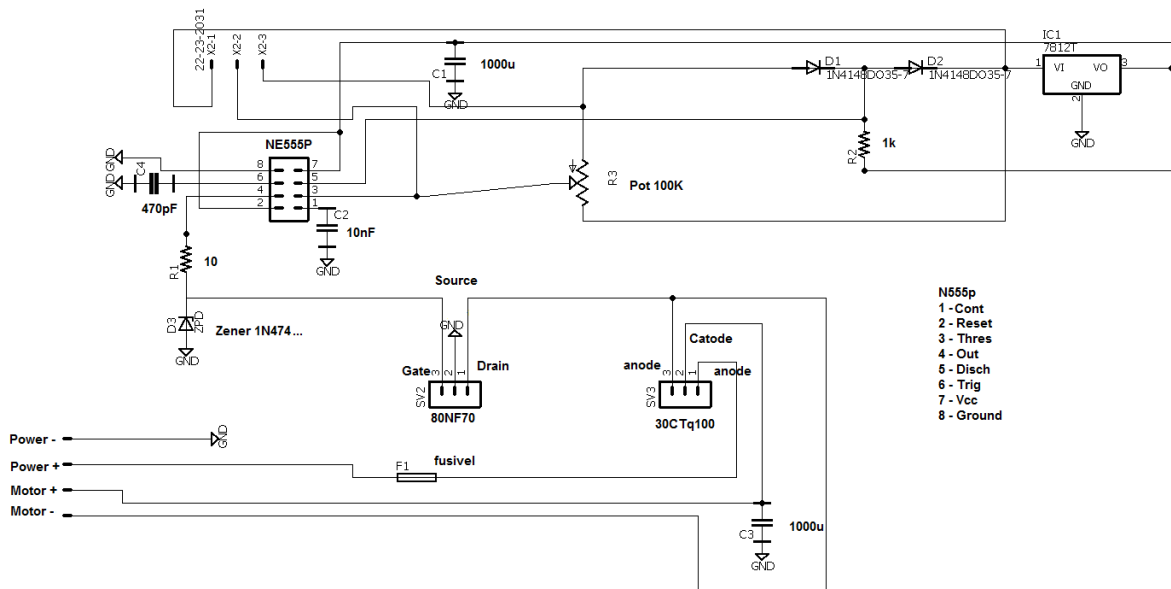 22-23-2031
X2-1
X2-2
X2-3
1000u
C1
GND
D1
1N4148DO35-7
D2
1N4148DO35-7
IC1
7812T
1
VI
VO
3
GND
2
GND
R2
1k
NE555P
8
7
6
5
4
3
2
1
GND
GND
C4
470pF
C2
10nF
GND
R3
Pot 100K
R1
10
D3
ZPD
Zener 1N474...
GND
Source
GND
Gate
Drain
3
2
1
SV2
80NF70
Catode
anode
anode
3
2
1
SV3
30CTq100
N555p
1 - Cont
2 - Reset
3 - Thres
4 - Out
5 - Disch
6 - Trig
7 - Vcc
8 - Ground
Power -
GND
Power +
F1
fusivel
Motor +
Motor -
C3
1000u
GND